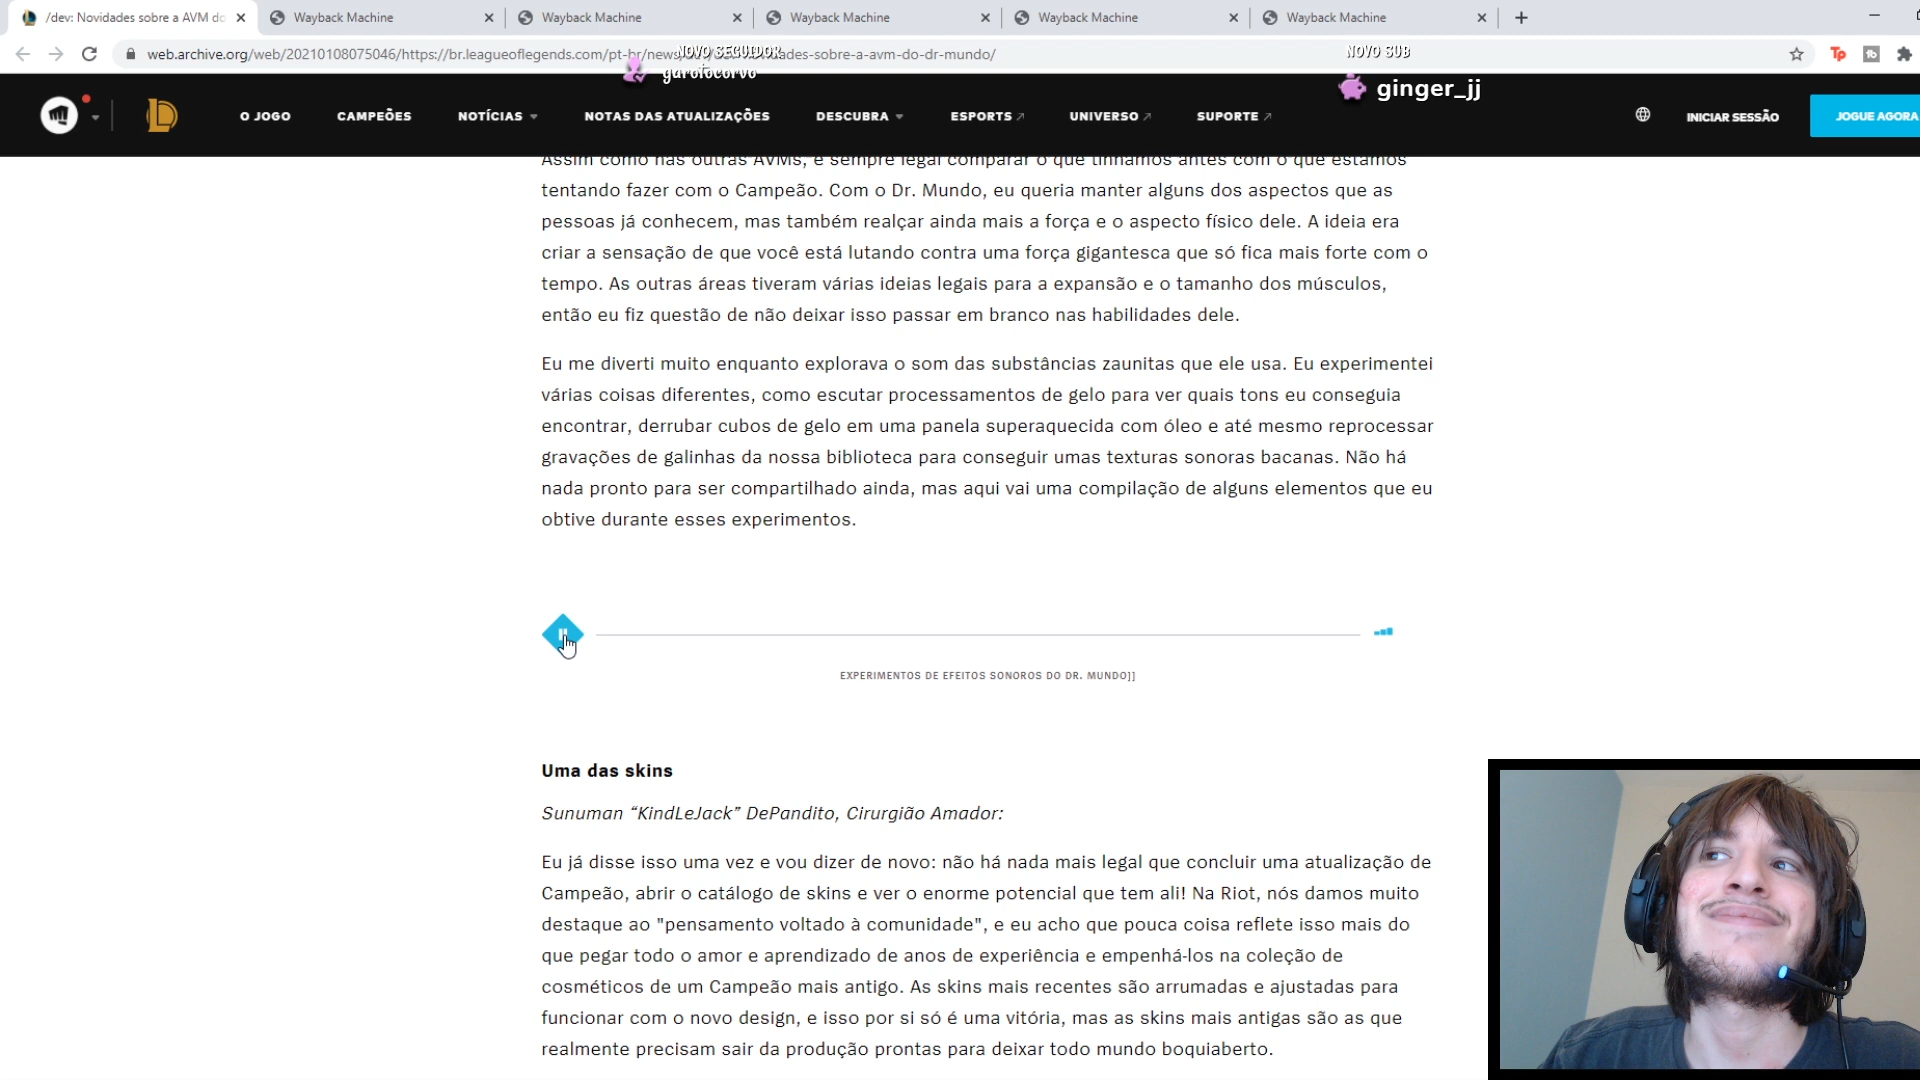 /dev: Novidades sobre a AVM do
Wayback Machine
Wayback Machine
Wayback Machine
Wayback Machine
Wayback Machine
web.archive.org/web/20210108075046/https://br.leagueoflegends.com/pt-br/news/
ades-sobre-a-avm-do-dr-mundo/
NOVO SEGUIDOR
garotocorvo
NOVO SUB
ginger_jj
O JOGO
CAMPEÕES
NOTÍCIAS
NOTAS DAS ATUALIZAÇÕES
DESCUBRA
ESPORTS
UNIVERSO
SUPORTE
INICIAR SESSÃO
JOGUE AGORA
Assim como nas outras AVMs, é sempre legal comparar o que tínhamos antes com o que estamos
tentando fazer com o Campeão. Com o Dr. Mundo, eu queria manter alguns dos aspectos que as
pessoas já conhecem, mas também realçar ainda mais a força e o aspecto físico dele. A ideia era
criar a sensação de que você está lutando contra uma força gigantesca que só fica mais forte com o
tempo. As outras áreas tiveram várias ideias legais para a expansão e o tamanho dos músculos,
então eu fiz questão de não deixar isso passar em branco nas habilidades dele.
Eu me diverti muito enquanto explorava o som das substâncias zaunitas que ele usa. Eu experimentei
várias coisas diferentes, como escutar processamentos de gelo para ver quais tons eu conseguia
encontrar, derrubar cubos de gelo em uma panela superaquecida com óleo e até mesmo reprocessar
gravações de galinhas da nossa biblioteca para conseguir umas texturas sonoras bacanas. Não há
nada pronto para ser compartilhado ainda, mas aqui vai uma compilação de alguns elementos que eu
obtive durante esses experimentos.
EXPERIMENTOS DE EFEITOS SONOROS DO DR. MUNDO]]
Uma das skins
Sunuman “KindLeJack” DePandito, Cirurgião Amador:
Eu já disse isso uma vez e vou dizer de novo: não há nada mais legal que concluir uma atualização de
Campeão, abrir o catálogo de skins e ver o enorme potencial que tem ali! Na Riot, nós damos muito
destaque ao "pensamento voltado à comunidade", e eu acho que pouca coisa reflete isso mais do
que pegar todo o amor e aprendizado de anos de experiência e empenhá-los na coleção de
cosméticos de um Campeão mais antigo. As skins mais recentes são arrumadas e ajustadas para
funcionar com o novo design, e isso por si só é uma vitória, mas as skins mais antigas são as que
realmente precisam sair da produção prontas para deixar todo mundo boquiaberto.